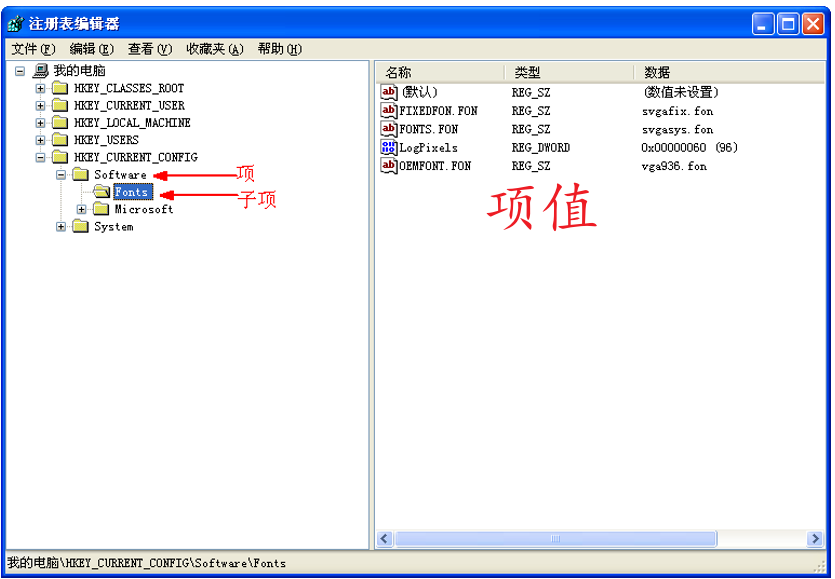 注册表编辑器
文件(F) 编辑(E) 查看(V) 收藏夹(A) 帮助(H)
我的电脑
HKEY_CLASSES_ROOT
HKEY_CURRENT_USER
HKEY_LOCAL_MACHINE
HKEY_USERS
HKEY_CURRENT_CONFIG
Software 项
Fonts 子项
Microsoft
System
名称 类型 数据
ab (默认) REG_SZ (数值未设置)
ab FIXEDFON.FON REG_SZ svgafix.fon
ab FONTS.FON REG_SZ svgasys.fon
LogPixels REG_DWORD 0x00000060 (96)
ab OEMFONT.FON REG_SZ vga936.fon
项值
我的电脑\HKEY_CURRENT_CONFIG\Software\Fonts